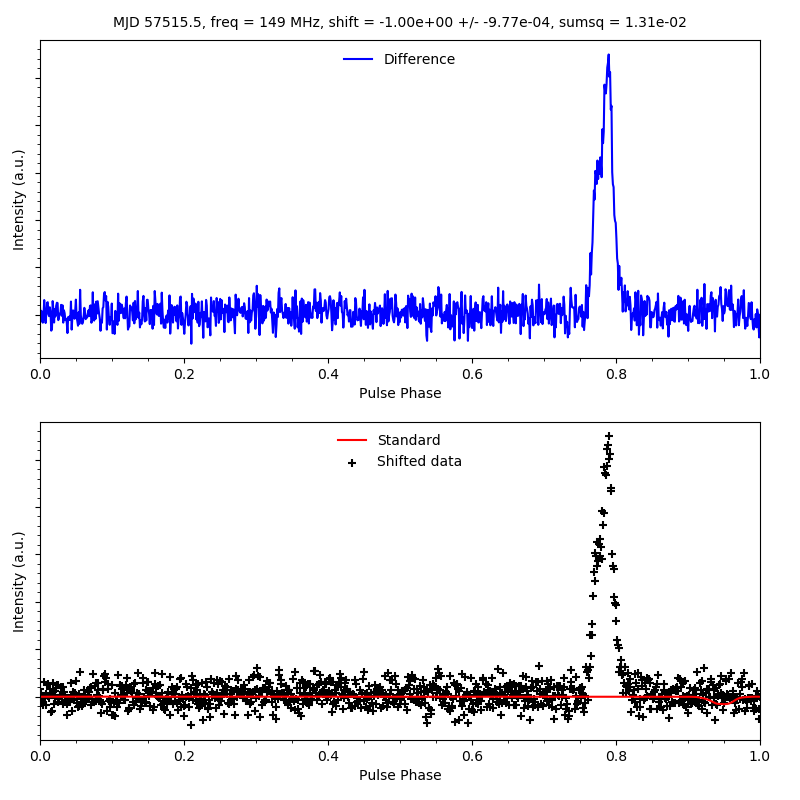 MJD 57515.5, freq = 149 MHz, shift = -1.00e+00 +/- -9.77e-04, sumsq = 1.31e-02
Difference
Intensity (a.u.)
0.0 0.2 0.4 0.6 0.8 1.0
Pulse Phase
Standard
Shifted data
Intensity (a.u.)
0.0 0.2 0.4 0.6 0.8 1.0
Pulse Phase